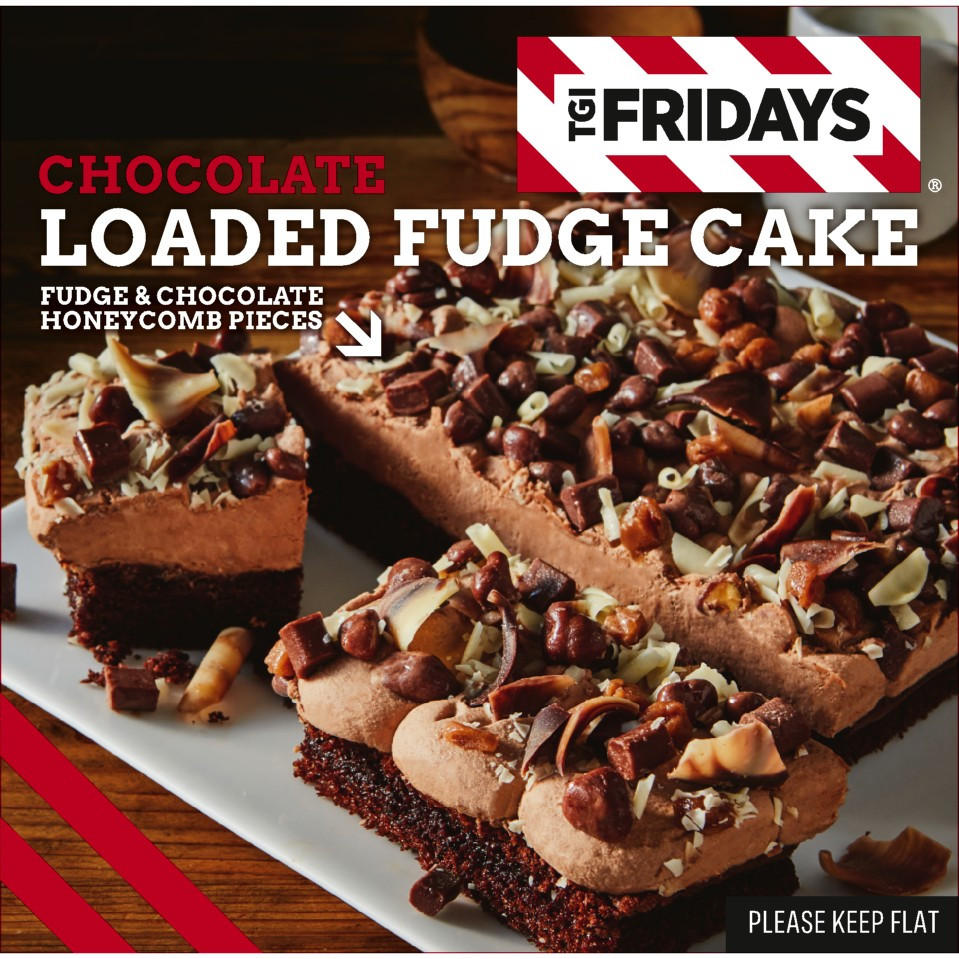 TGI FRIDAYS
®
CHOCOLATE
LOADED FUDGE CAKE
FUDGE & CHOCOLATE
HONEYCOMB PIECES
PLEASE KEEP FLAT